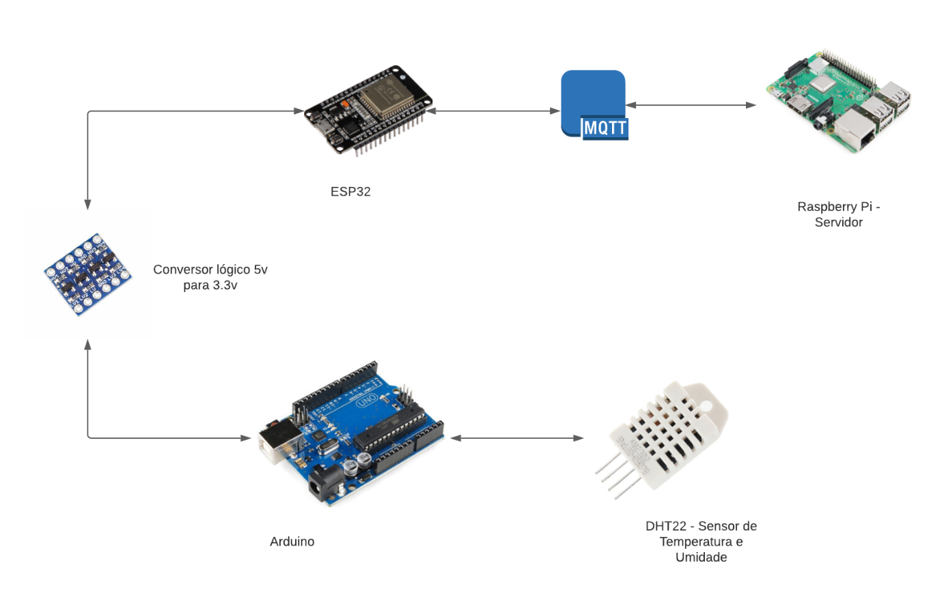 MQTT
ESP32
Raspberry Pi -
Servidor
Conversor lógico 5v
para 3.3v
UNO
Arduino
DHT22 - Sensor de
Temperatura e
Umidade